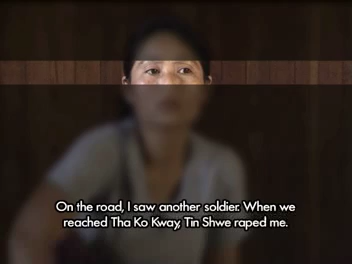 On the road, I saw another soldier. When we
reached Tha Ko Kway, Tin Shwe raped me.